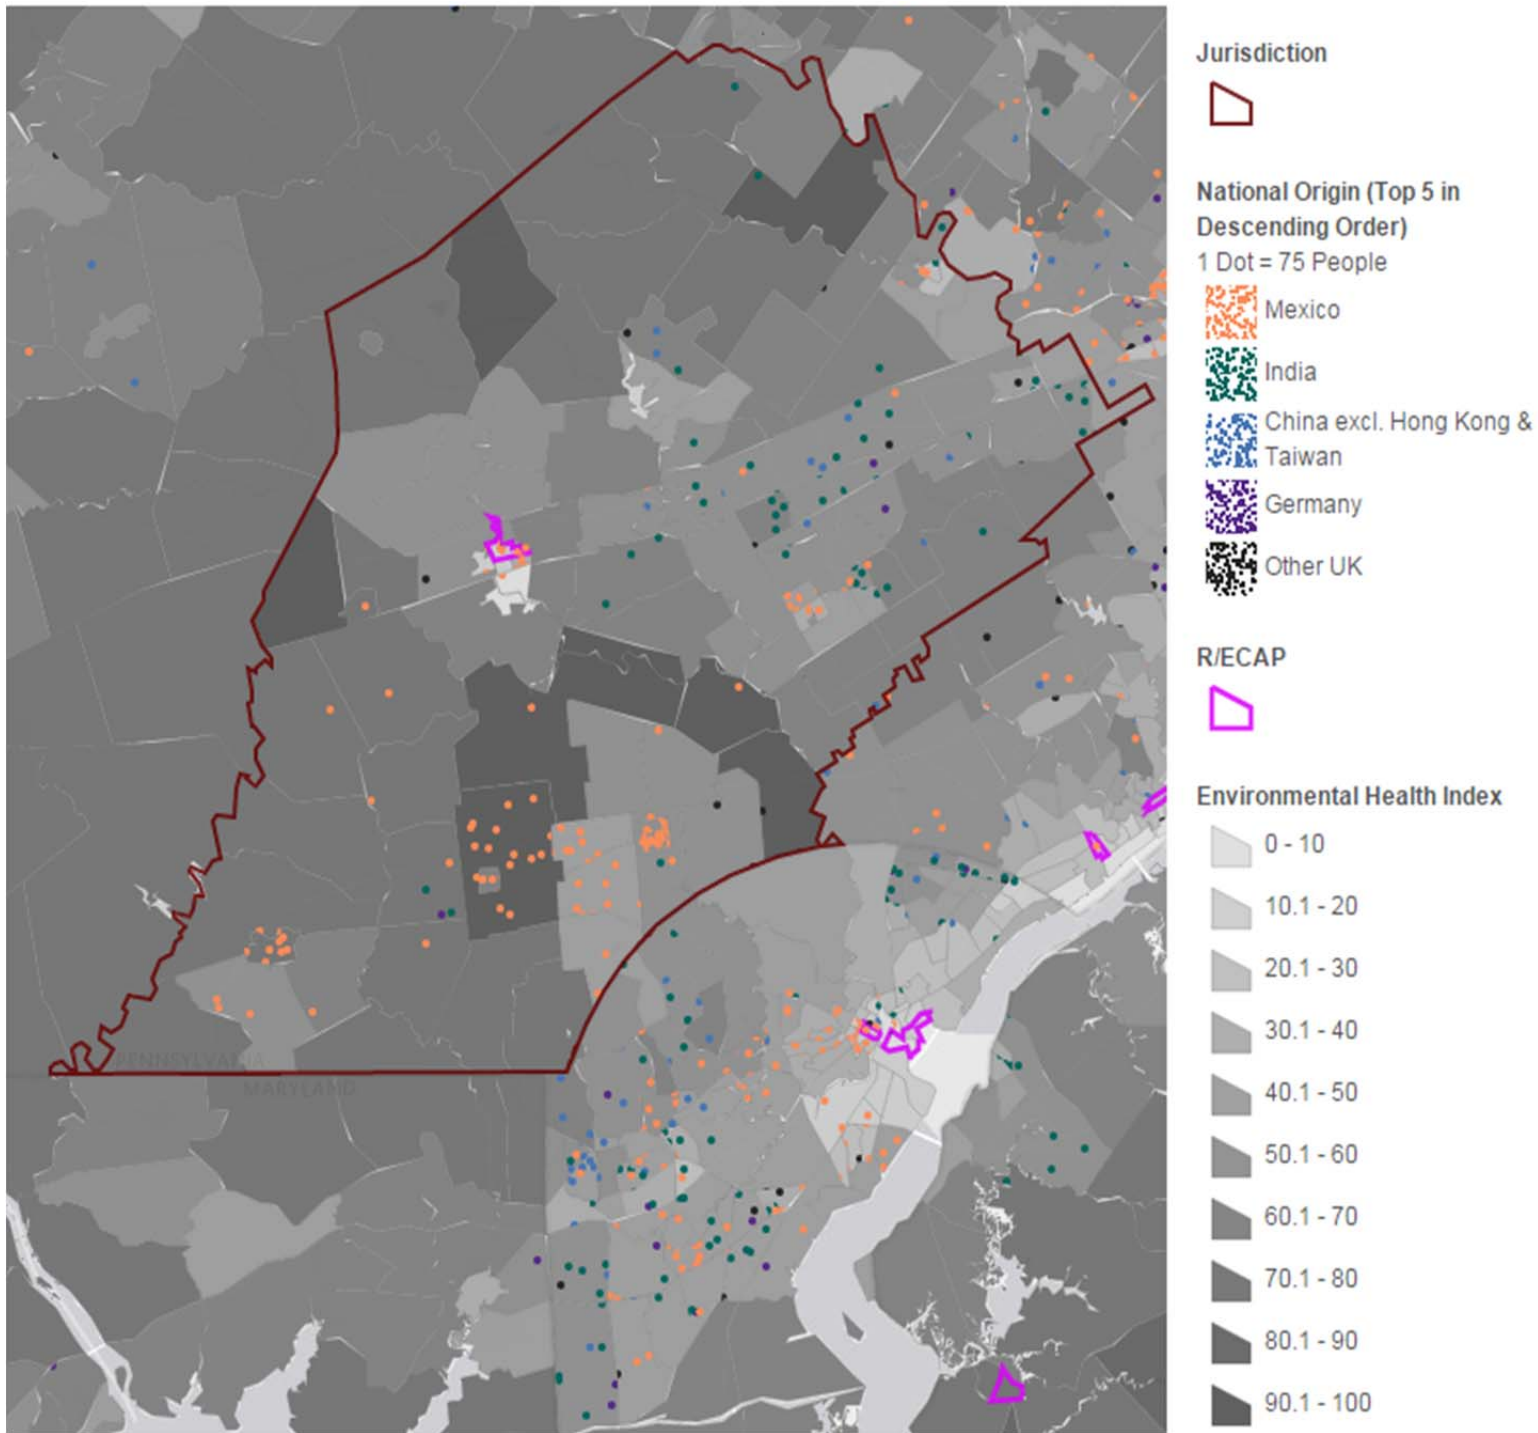 PENNSYLVANIA
MARYLAND
Jurisdiction
National Origin (Top 5 in
Descending Order)
1 Dot = 75 People
Mexico
India
China excl. Hong Kong &
Taiwan
Germany
Other UK
R/ECAP
Environmental Health Index
0 - 10
10.1 - 20
20.1 - 30
30.1 - 40
40.1 - 50
50.1 - 60
60.1 - 70
70.1 - 80
80.1 - 90
90.1 - 100